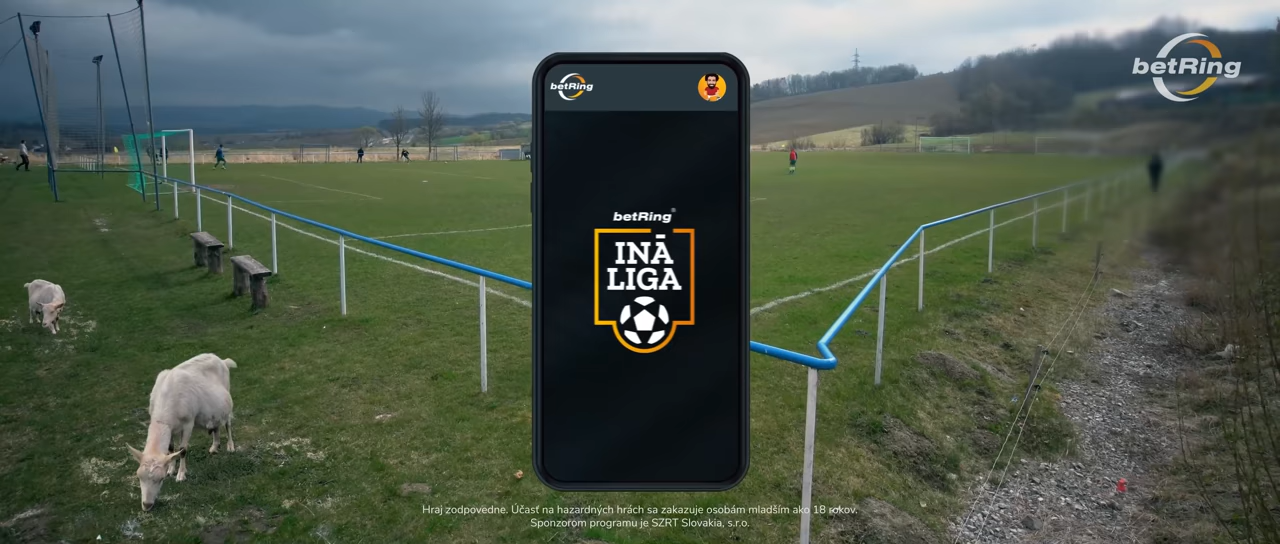 betRing
betRing
betRing®
INĀ
LIGA
Hraj zodpovedne. Účasť na hazardných hrách sa zakazuje osobám mladším ako 18 rokov.
Sponzorom programu je SZRT Slovakia, s.r.o.